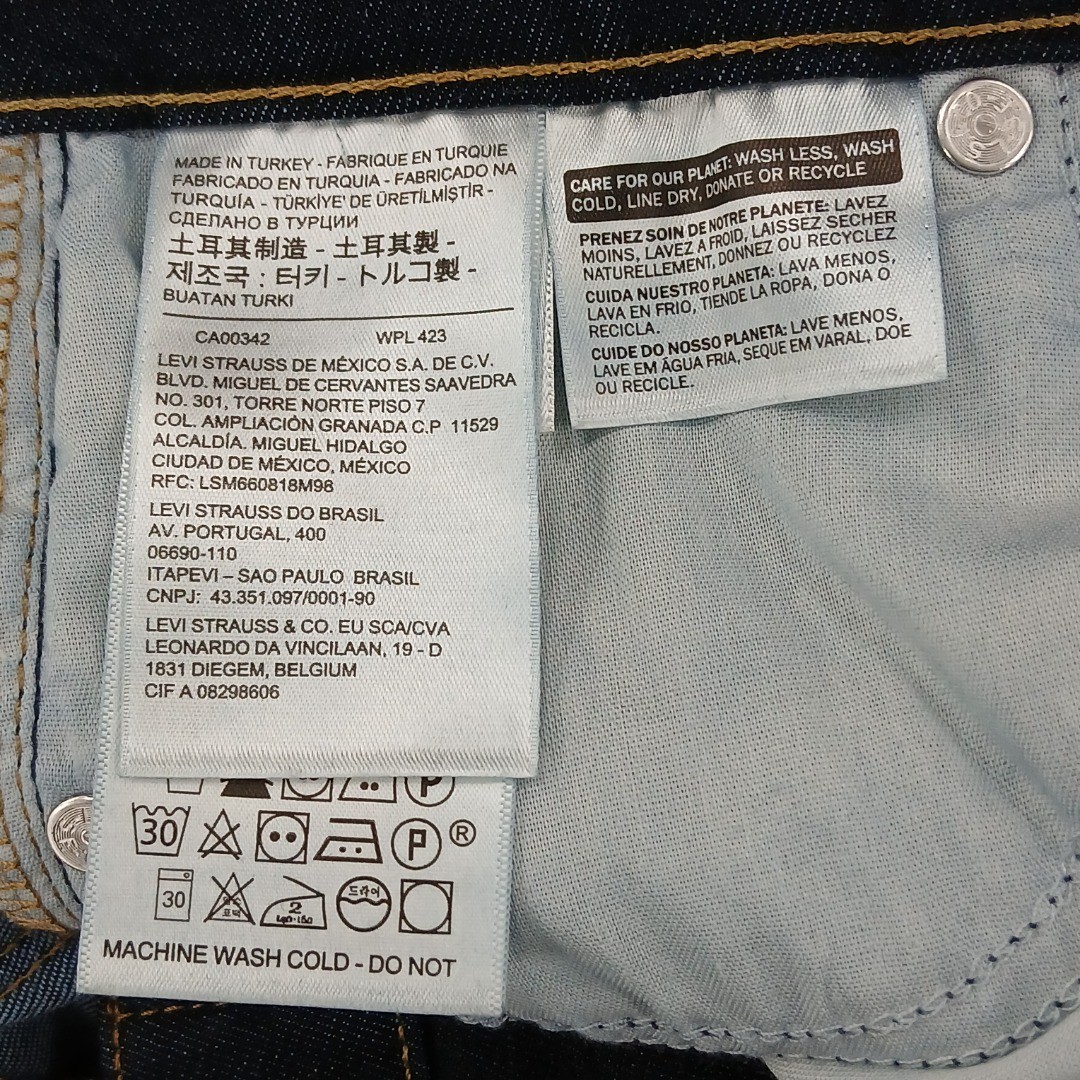 MADE IN TURKEY - FABRIQUE EN TURQUIE
FABRICADO EN TURQUIA - FABRICADO NA
TURQUÍA - TÜRKİYE' DE ÜRETİLMİŞTİR -
СДЕЛАНО В ТУРЦИИ
土耳其制造 - 土耳其製 -
제조국 : 터키 - トルコ製 -
BUATAN TURKI
CA00342 WPL 423
LEVI STRAUSS DE MÉXICO S.A. DE C.V.
BLVD. MIGUEL DE CERVANTES SAAVEDRA
NO. 301, TORRE NORTE PISO 7
COL. AMPLIACIÓN GRANADA C.P 11529
ALCALDÍA. MIGUEL HIDALGO
CIUDAD DE MÉXICO, MÉXICO
RFC: LSM660818M98
LEVI STRAUSS DO BRASIL
AV. PORTUGAL, 400
06690-110
ITAPEVI – SAO PAULO BRASIL
CNPJ: 43.351.097/0001-90
LEVI STRAUSS & CO. EU SCA/CVA
LEONARDO DA VINCILAAN, 19 - D
1831 DIEGEM, BELGIUM
CIF A 08298606
CARE FOR OUR PLANET: WASH LESS, WASH
COLD, LINE DRY, DONATE OR RECYCLE
PRENEZ SOIN DE NOTRE PLANETE: LAVEZ
MOINS, LAVEZ A FROID, LAISSEZ SECHER
NATURELLEMENT, DONNEZ OU RECYCLEZ
CUIDA NUESTRO PLANETA: LAVA MENOS,
LAVA EN FRIO, TIENDE LA ROPA, DONA O
RECICLA.
CUIDE DO NOSSO PLANETA: LAVE MENOS,
LAVE EM ÁGUA FRIA, SEQUE EM VARAL, DOE
OU RECICLE.
P
30 P ®
30 2 140-160 드라이
MACHINE WASH COLD - DO NOT